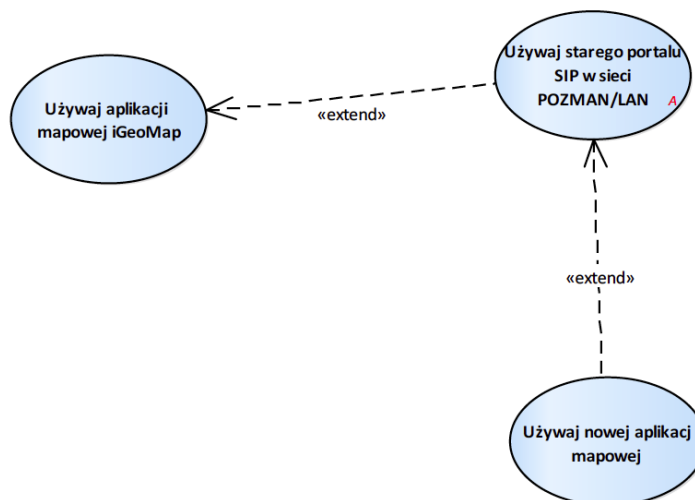 Używaj starego portalu
SIP w sieci
POZMAN/LAN A
Używaj aplikacji
mapowej iGeoMap
«extend»
«extend»
Używaj nowej aplikacj
mapowej